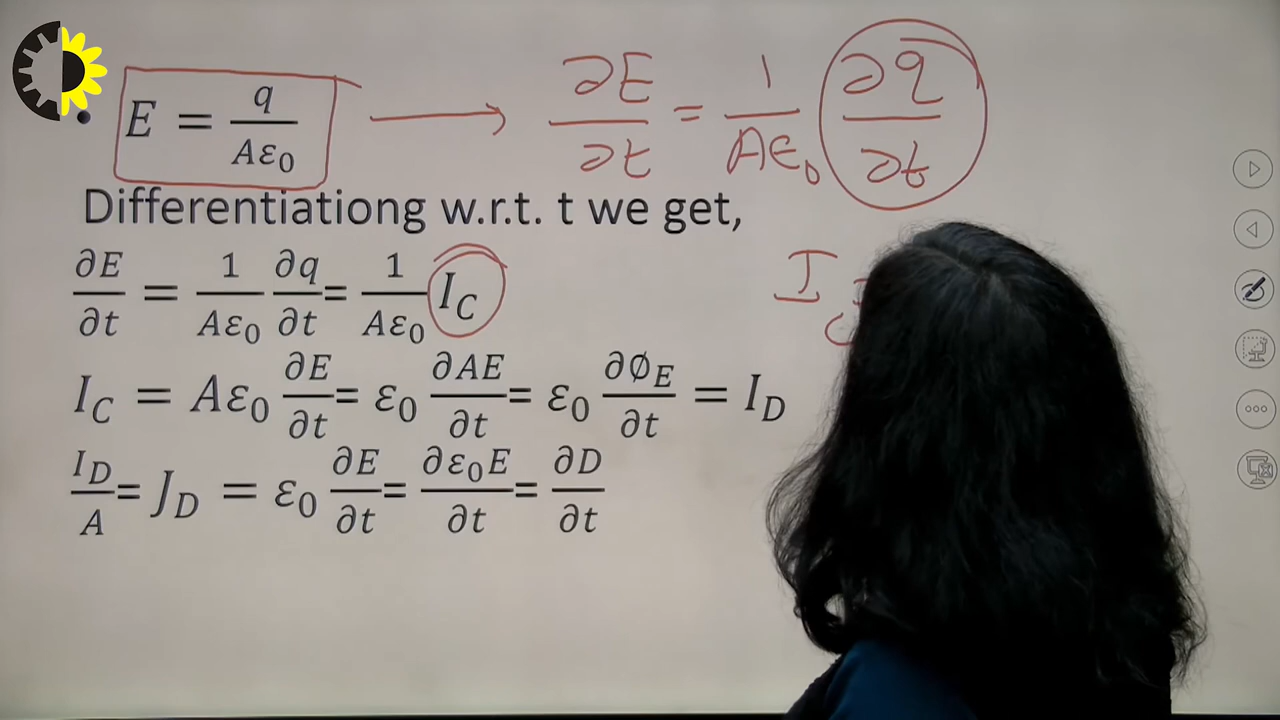 • E = q/Aε₀ → ∂E/∂t = 1/Aε₀ ∂q/∂t
Differentiationg w.r.t. t we get,
∂E/∂t = 1/Aε₀ ∂q/∂t = 1/Aε₀ I_C
I
I_C = Aε₀ ∂E/∂t = ε₀ ∂AE/∂t = ε₀ ∂∅_E/∂t = I_D
I_D/A = J_D = ε₀ ∂E/∂t = ∂ε₀E/∂t = ∂D/∂t